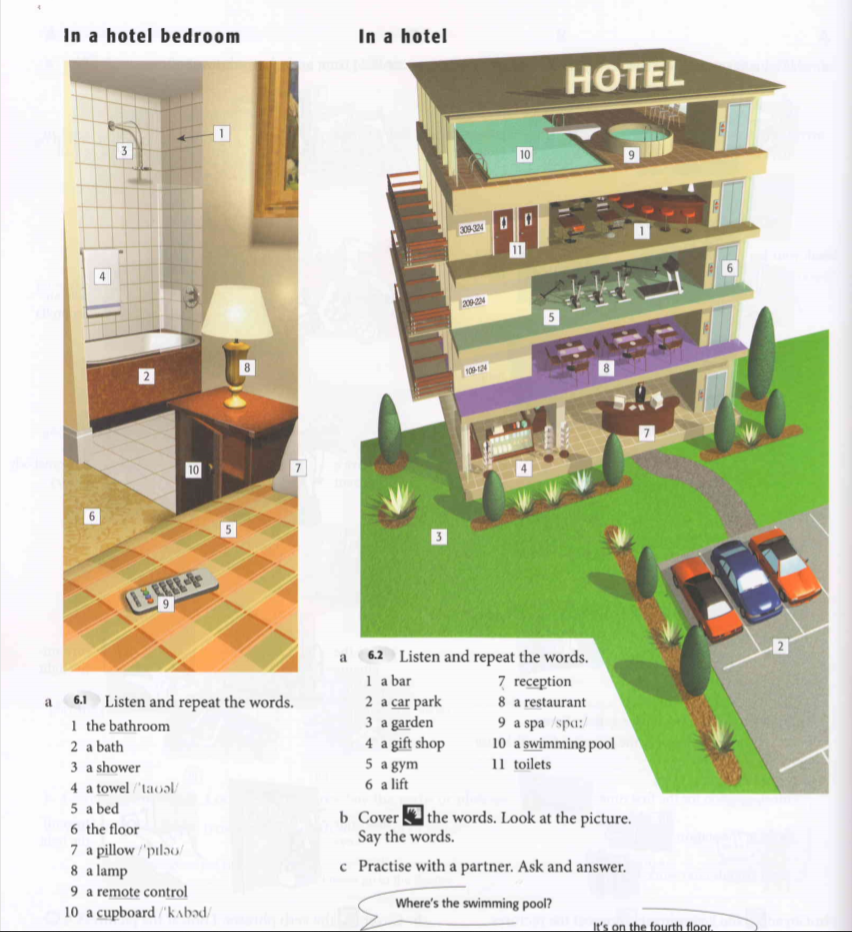 In a hotel bedroom
1
3
4
2
8
10
7
6
5
9
a 6.1 Listen and repeat the words.
1 the bathroom
2 a bath
3 a shower
4 a towel /ˈtaʊəl/
5 a bed
6 the floor
7 a pillow /ˈpɪləʊ/
8 a lamp
9 a remote control
10 a cupboard /ˈkʌbəd/
In a hotel
HOTEL
10
9
309-324
11
1
6
209-224
5
109-124
8
7
4
3
2
a 6.2 Listen and repeat the words.
1 a bar
2 a car park
3 a garden
4 a gift shop
5 a gym
6 a lift
7 reception
8 a restaurant
9 a spa /spɑː/
10 a swimming pool
11 toilets
b Cover the words. Look at the picture.
Say the words.
c Practise with a partner. Ask and answer.
Where's the swimming pool?
It's on the fourth floor.